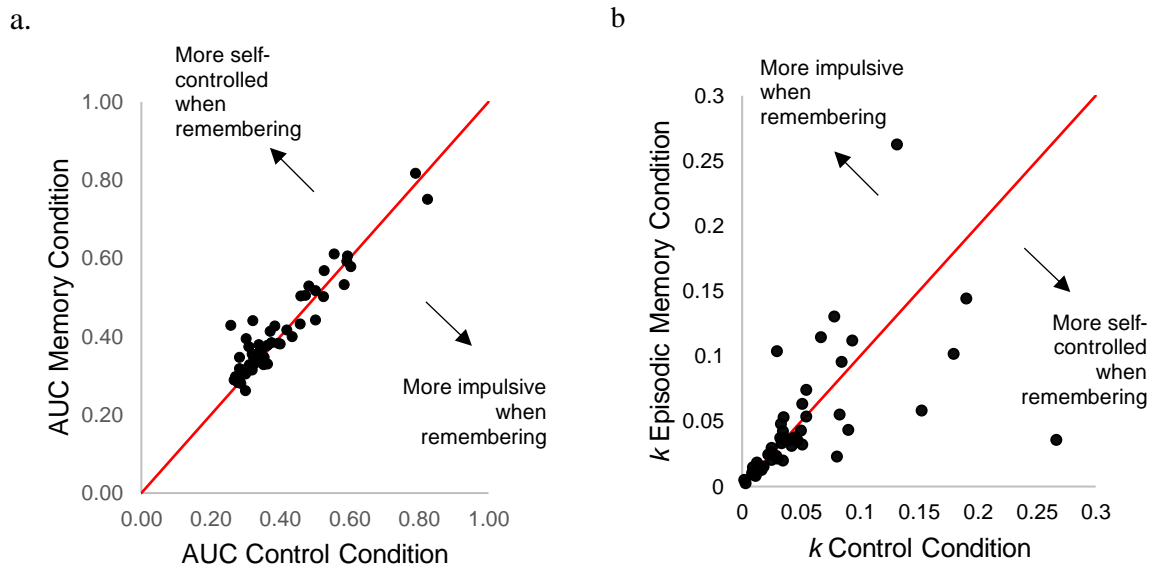 a.
More self-
controlled
when
remembering
1.00
0.80
0.60
0.40
0.20
0.00
AUC Memory Condition
More impulsive
when
remembering
0.00 0.20 0.40 0.60 0.80 1.00
AUC Control Condition
b
More impulsive
when
remembering
0.3
0.25
0.2
0.15
0.1
0.05
0
k Episodic Memory Condition
More self-
controlled
when
remembering
0 0.05 0.1 0.15 0.2 0.25 0.3
k Control Condition